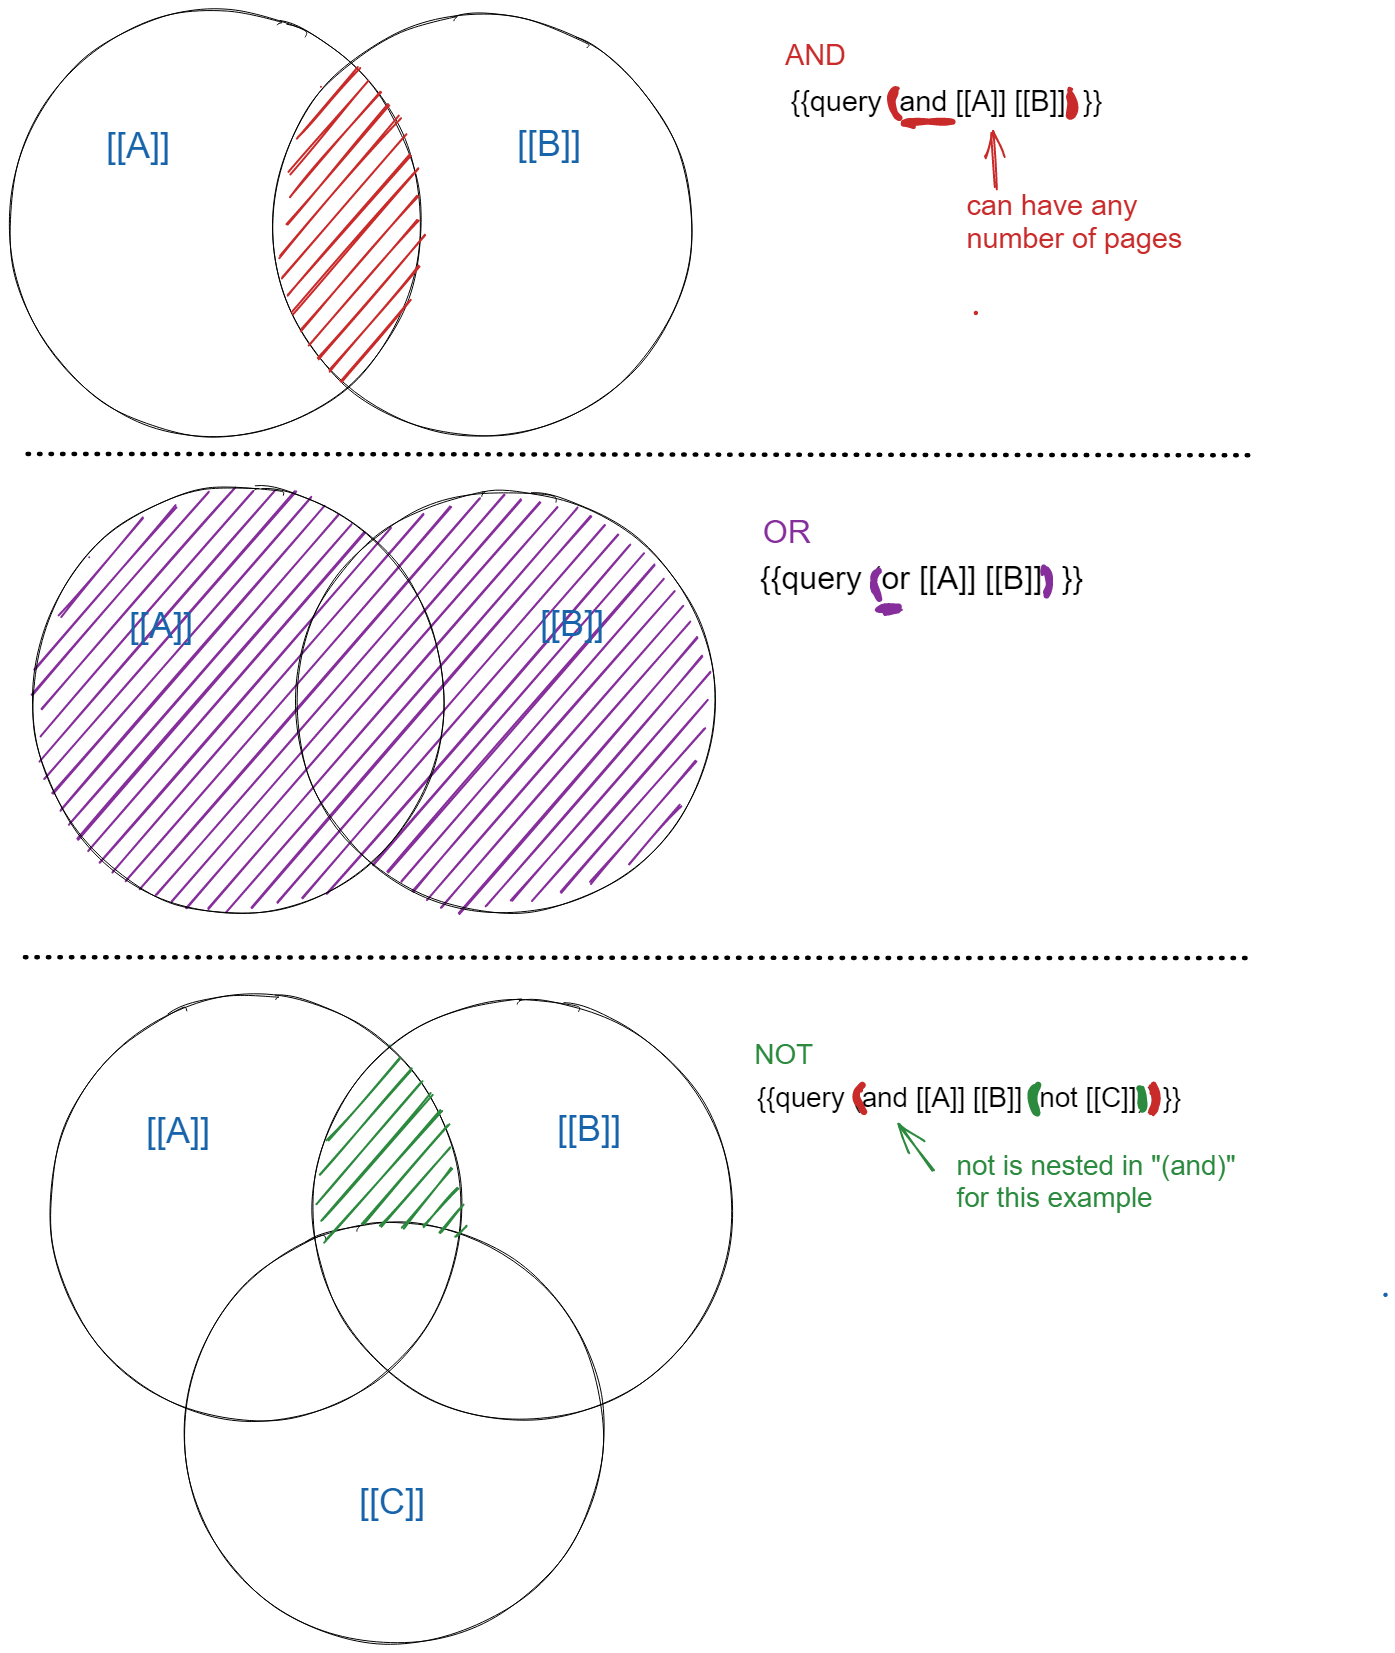 [[A]]
[[B]]
AND
{{query (and [[A]] [[B]]) }}
can have any
number of pages
[[A]]
[[B]]
OR
{{query (or [[A]] [[B]]) }}
[[A]]
[[B]]
[[C]]
NOT
{{query (and [[A]] [[B]] (not [[C]]))}}
not is nested in "(and)"
for this example